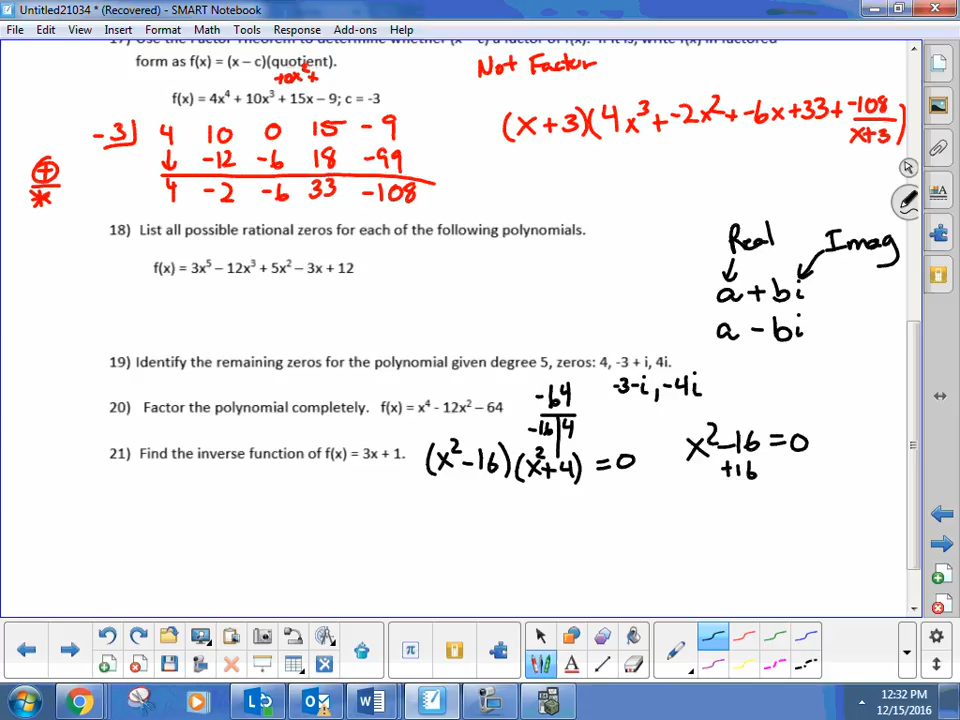 Untitled21034 * (Recovered) - SMART Notebook
File Edit View Insert Format Math Tools Response Add-ons Help
form as f(x) = (x – c)(quotient).
Not Factor
+0x²+
f(x) = 4x⁴ + 10x³ + 15x – 9; c = -3
(x+3)(4x³+-2x²+-6x+33+-108/x+3)
-3| 4 10 0 15 -9
↓ -12 -6 18 -99
4 -2 -6 33 -108
+
*
18) List all possible rational zeros for each of the following polynomials.
Real Imag
f(x) = 3x⁵ – 12x³ + 5x² – 3x + 12
a + bi
a - bi
19) Identify the remaining zeros for the polynomial given degree 5, zeros: 4, -3 + i, 4i.
-3-i, -4i
20) Factor the polynomial completely. f(x) = x⁴ - 12x² – 64
-64
-16|4
21) Find the inverse function of f(x) = 3x + 1.
(x²-16)(x²+4) = 0
x²-16=0
+16
12:32 PM
12/15/2016